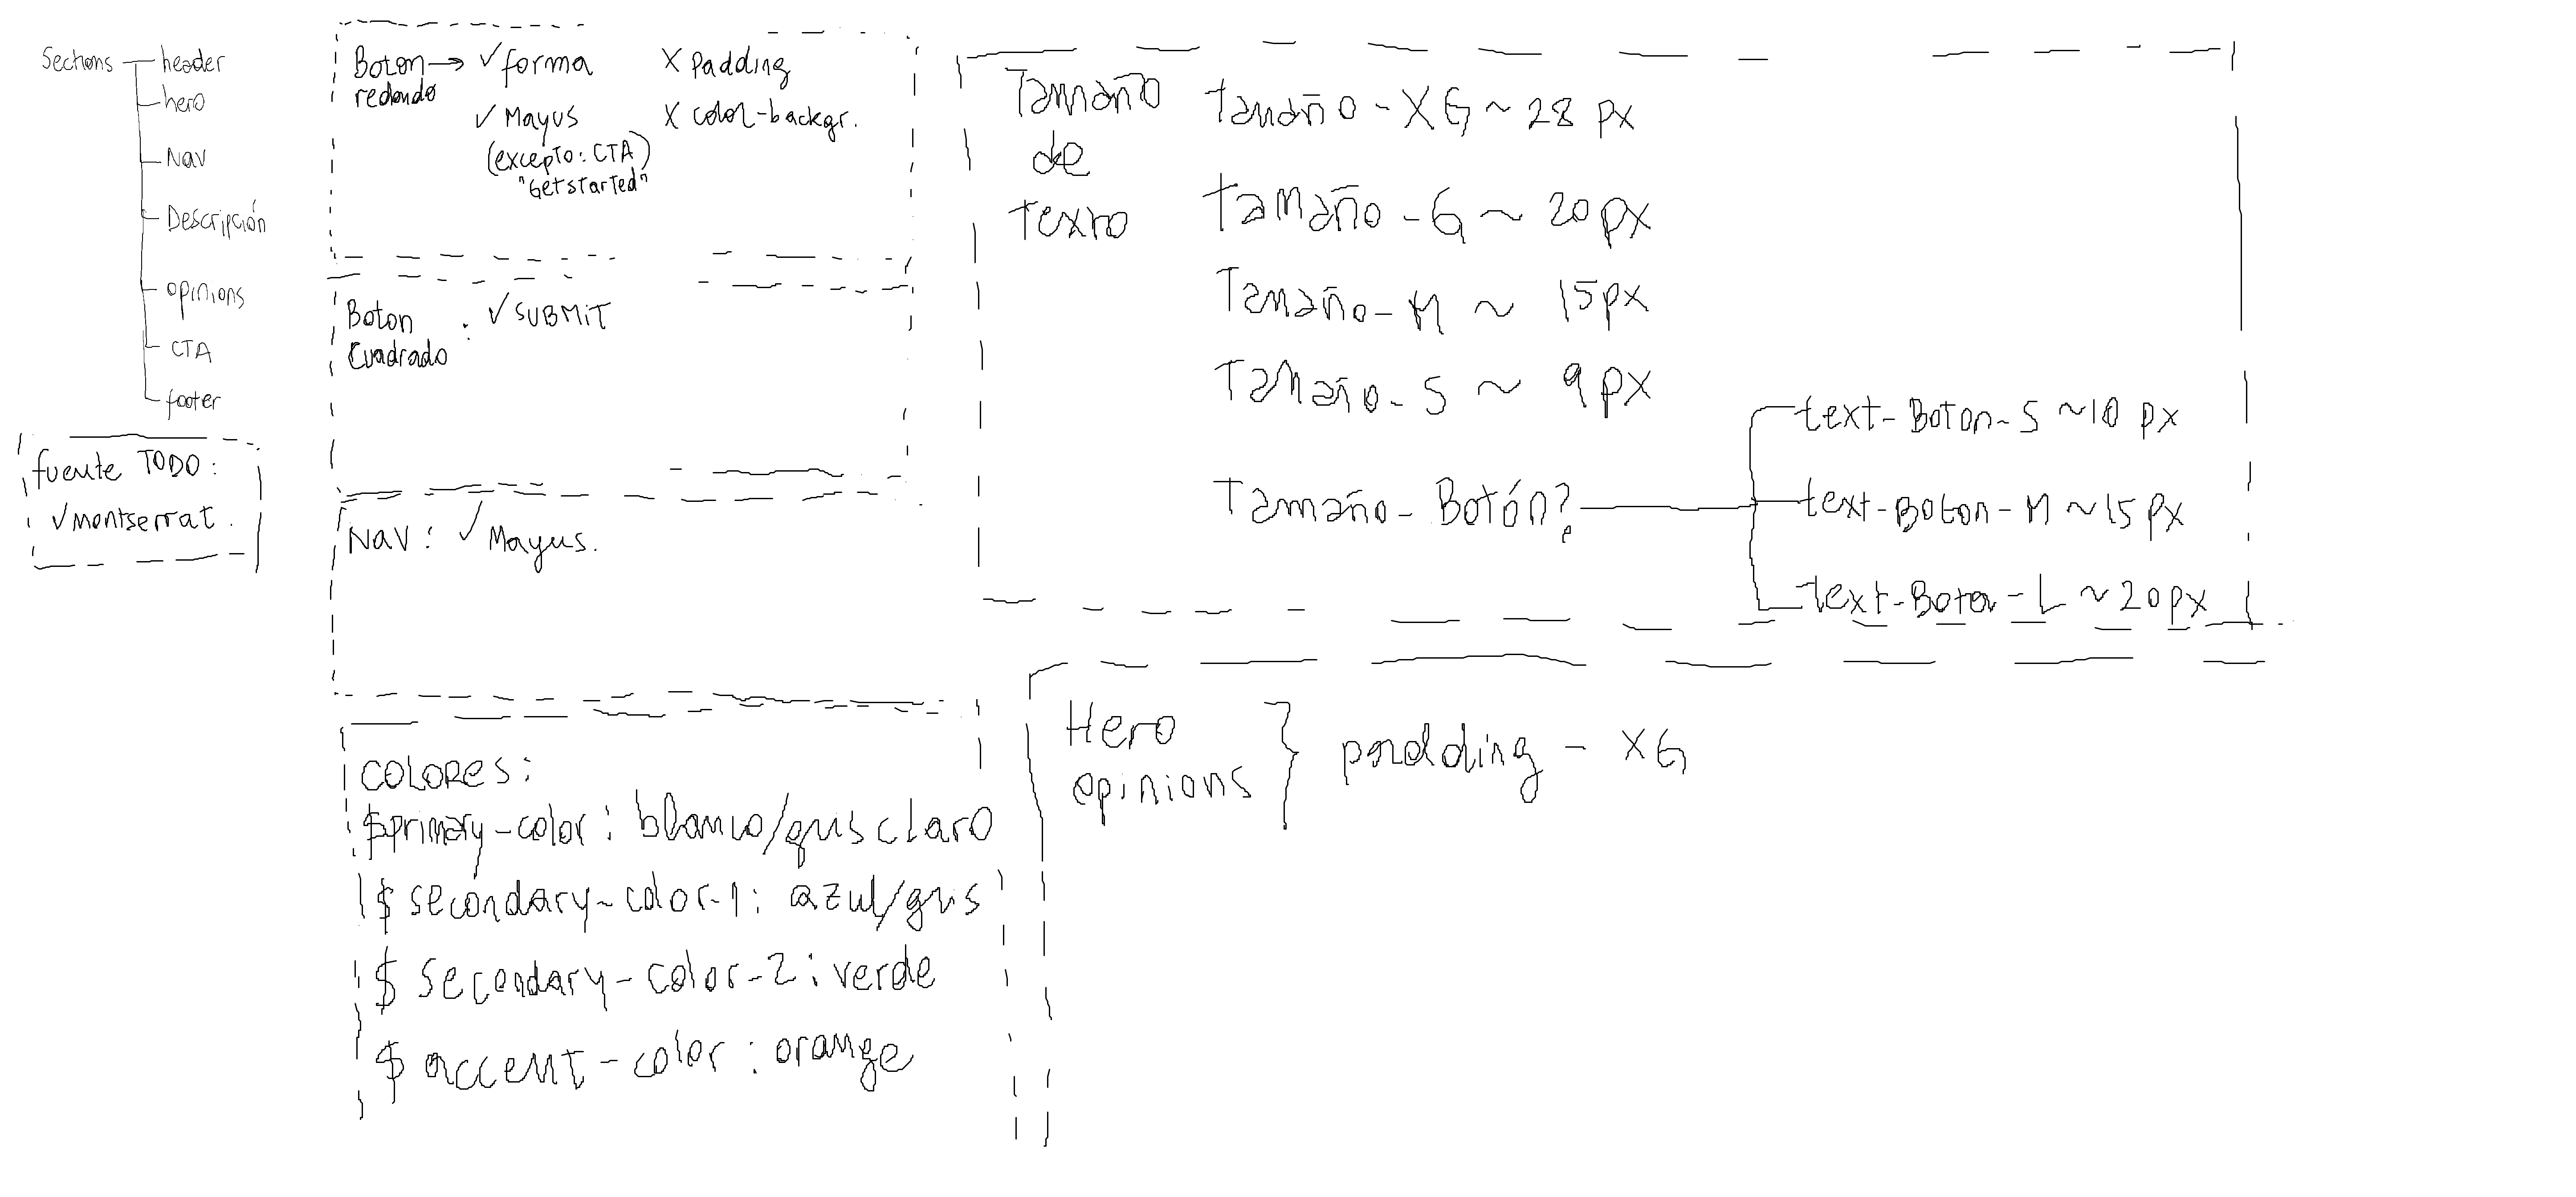 Sections
header
hero
Nav
Descripción
opinions
CTA
footer
fuente TODO:
✓montserrat.
Boton → ✓forma
redondo
✓ Mayus
(excepto: CTA)
"Getstarted"
X padding
X color-backgr.
Boton : ✓SUBMIT
Cuadrado
Nav: ✓ Mayus.
COLORES:
$primary-color: blanco/gris claro
$ secondary-color-1: azul/gris
$ secondary-color-2: verde
$ accent-color: orange
Tamaño
de
texto
tamaño-XG ~ 28 px
tamaño-G ~ 20px
Tamaño-M ~ 15px
Tamaño-S ~ 9px
Tamaño-Botón?
text-Boton-S ~10 px
text-Boton-M ~15 px
text-Boton-L ~ 20px
Hero
opinions
padding - XG